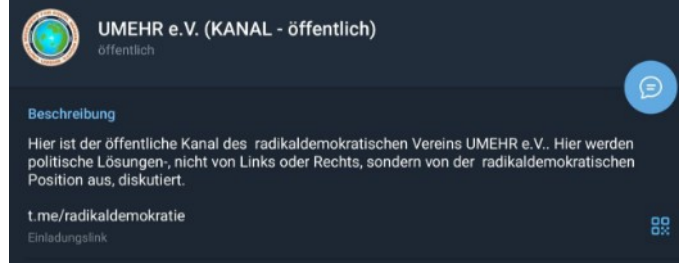 UMEHR e.V. (KANAL - öffentlich)
öffentlich
Beschreibung
Hier ist der öffentliche Kanal des radikaldemokratischen Vereins UMEHR e.V.. Hier werden
politische Lösungen-, nicht von Links oder Rechts, sondern von der radikaldemokratischen
Position aus, diskutiert.
t.me/radikaldemokratie
Einladungslink